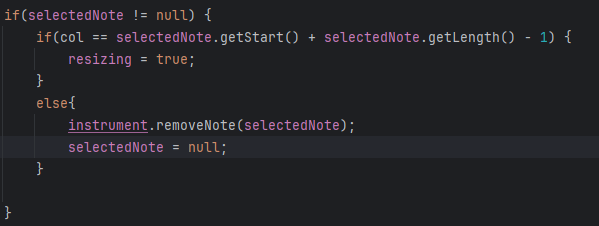 if(selectedNote != null) {
    if(col == selectedNote.getStart() + selectedNote.getLength() - 1) {
        resizing = true;
    }
    else{
        instrument.removeNote(selectedNote);
        selectedNote = null;
    }
}